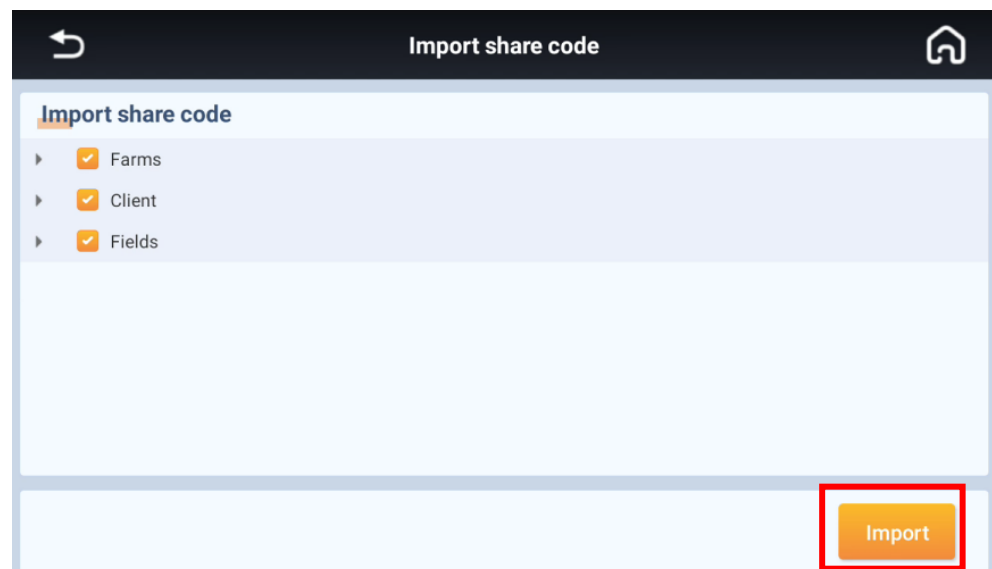 Import share code
Import share code
Farms
Client
Fields
Import